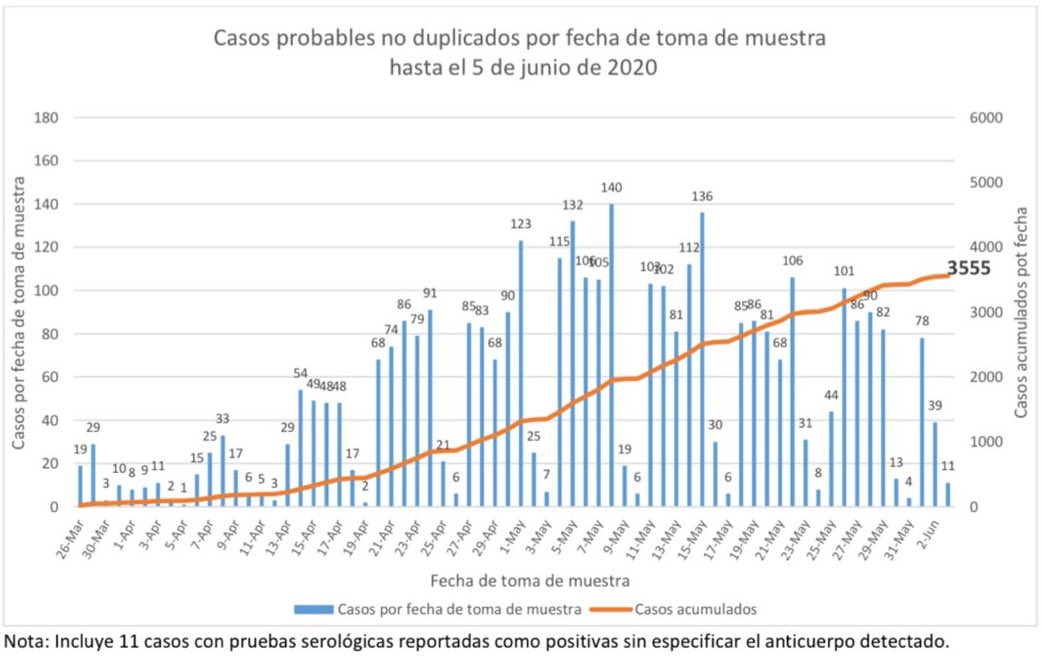 Casos probables no duplicados por fecha de toma de muestra
hasta el 5 de junio de 2020
Casos por fecha de toma de muestra
180
160
140
120
100
80
60
40
20
0
19 29 3 10 8 9 11 2 1 15 25 33 17 6 5 3 29 54 49 48 48 17 2 68 74 86 79 91 21 6 85 83 68 90 123 25 7 115 132 106 105 140 19 6 103 102 81 112 136 30 6 85 86 81 68 106 31 8 44 101 86 90 82 13 4 78 39 11
3555
6000
5000
4000
3000
2000
1000
0
Casos acumulados pot fecha
26-Mar 30-Mar 1-Apr 3-Apr 5-Apr 7-Apr 9-Apr 11-Apr 13-Apr 15-Apr 17-Apr 19-Apr 21-Apr 23-Apr 25-Apr 27-Apr 29-Apr 1-May 3-May 5-May 7-May 9-May 11-May 13-May 15-May 17-May 19-May 21-May 23-May 25-May 27-May 29-May 31-May 2-Jun
Fecha de toma de muestra
Casos por fecha de toma de muestra Casos acumulados
Nota: Incluye 11 casos con pruebas serológicas reportadas como positivas sin especificar el anticuerpo detectado.